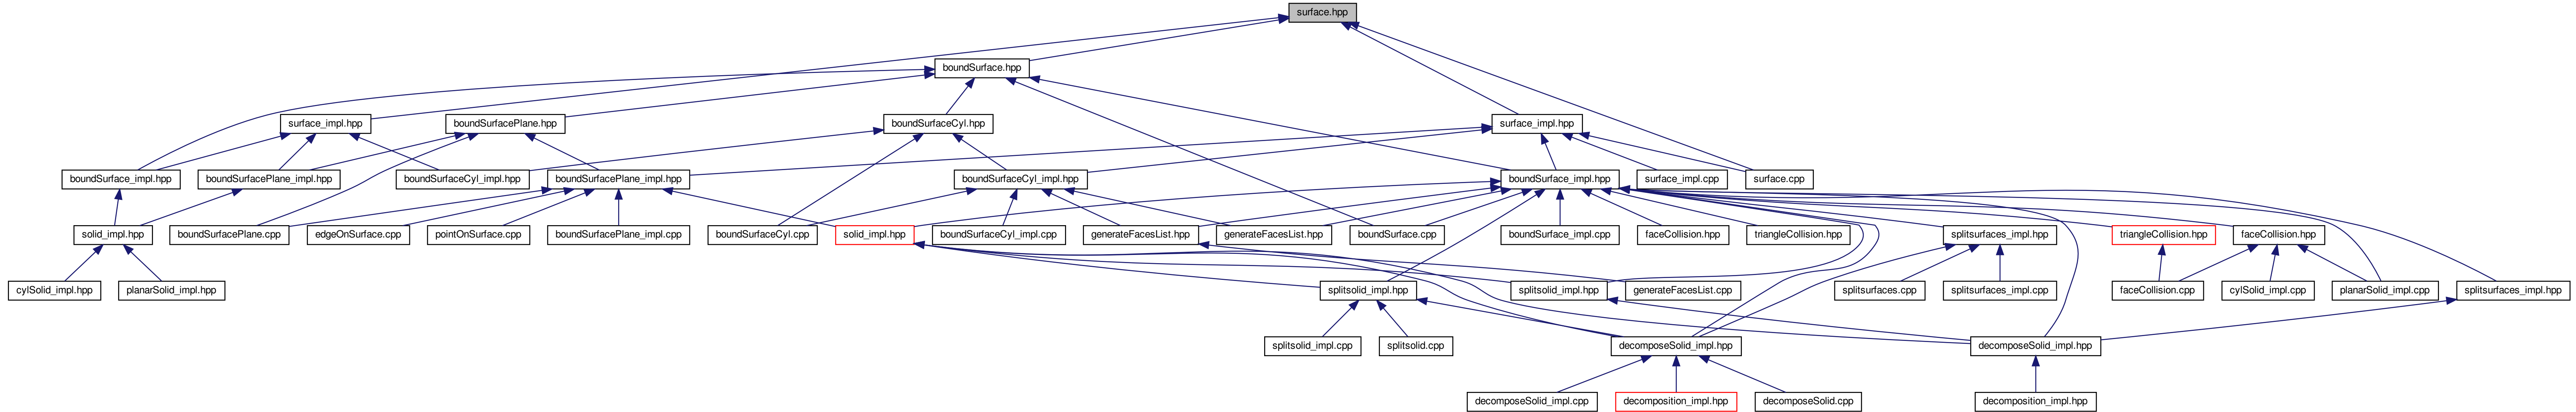 surface.hpp
boundSurface.hpp
surface_impl.hpp
boundSurfacePlane.hpp
boundSurfaceCyl.hpp
surface_impl.hpp
boundSurface_impl.hpp
boundSurfacePlane_impl.hpp
boundSurfaceCyl_impl.hpp
boundSurfacePlane_impl.hpp
boundSurfaceCyl_impl.hpp
boundSurface_impl.hpp
surface_impl.cpp
surface.cpp
solid_impl.hpp
boundSurfacePlane.cpp
edgeOnSurface.cpp
pointOnSurface.cpp
boundSurfacePlane_impl.cpp
boundSurfaceCyl.cpp
solid_impl.hpp
boundSurfaceCyl_impl.cpp
generateFacesList.hpp
generateFacesList.hpp
boundSurface.cpp
boundSurface_impl.cpp
faceCollision.hpp
triangleCollision.hpp
splitsurfaces_impl.hpp
triangleCollision.hpp
faceCollision.hpp
cylSolid_impl.hpp
planarSolid_impl.hpp
splitsolid_impl.hpp
splitsolid_impl.hpp
generateFacesList.cpp
splitsurfaces.cpp
splitsurfaces_impl.cpp
faceCollision.cpp
cylSolid_impl.cpp
planarSolid_impl.cpp
splitsurfaces_impl.hpp
splitsolid_impl.cpp
splitsolid.cpp
decomposeSolid_impl.hpp
decomposeSolid_impl.hpp
decomposeSolid_impl.cpp
decomposition_impl.hpp
decomposeSolid.cpp
decomposition_impl.hpp